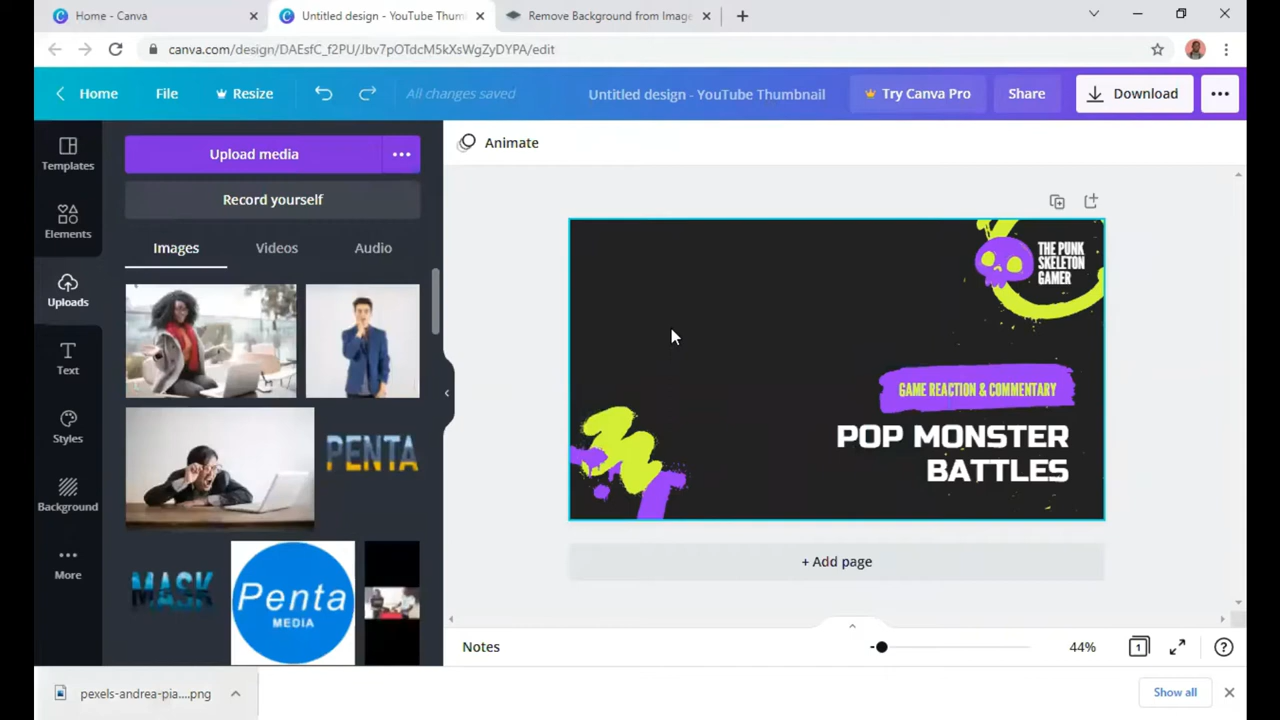 Home - Canva
Untitled design - YouTube Thum
Remove Background from Image
canva.com/design/DAEsfC_f2PU/Jbv7pOTdcM5kXsWgZyDYPA/edit
Home
File
Resize
All changes saved
Untitled design - YouTube Thumbnail
Try Canva Pro
Share
Download
Templates
Elements
Uploads
Text
Styles
Background
More
Upload media
Record yourself
Images
Videos
Audio
PENTA
MASK
Penta
MEDIA
Animate
THE PUNK
SKELETON
GAMER
GAME REACTION & COMMENTARY
POP MONSTER
BATTLES
+ Add page
Notes
44%
1
pexels-andrea-pia....png
Show all